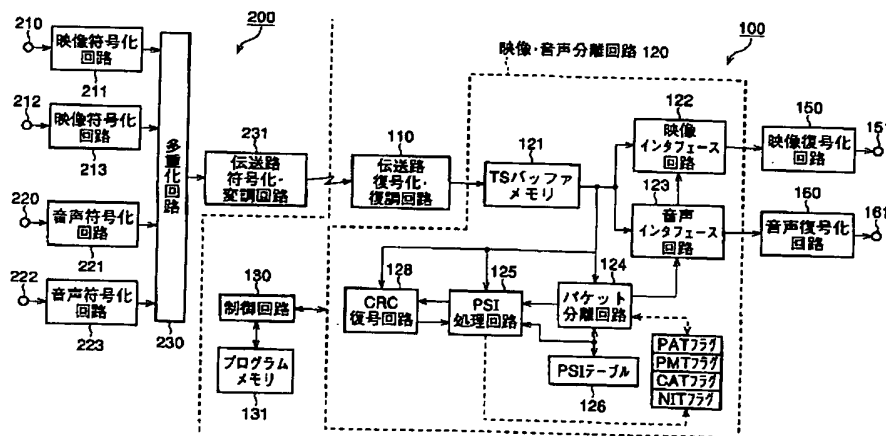 200
100
210
映像符号化
回路
211
212
映像符号化
回路
213
220
音声符号化
回路
221
222
音声符号化
回路
223
多重化回路
230
231
伝送路
符号化・
変調回路
110
伝送路
復号化・
復調回路
映像・音声分離回路 120
121
TSバッファ
メモリ
122
映像
インタフェース
回路
123
音声
インタフェース
回路
150
映像復号化
回路
151
160
音声復号化
回路
161
130
制御回路
プログラム
メモリ
131
128
CRC
復号回路
125
PSI
処理回路
124
パケット
分離回路
PSIテーブル
126
PATフラグ
PMTフラグ
CATフラグ
NITフラグ